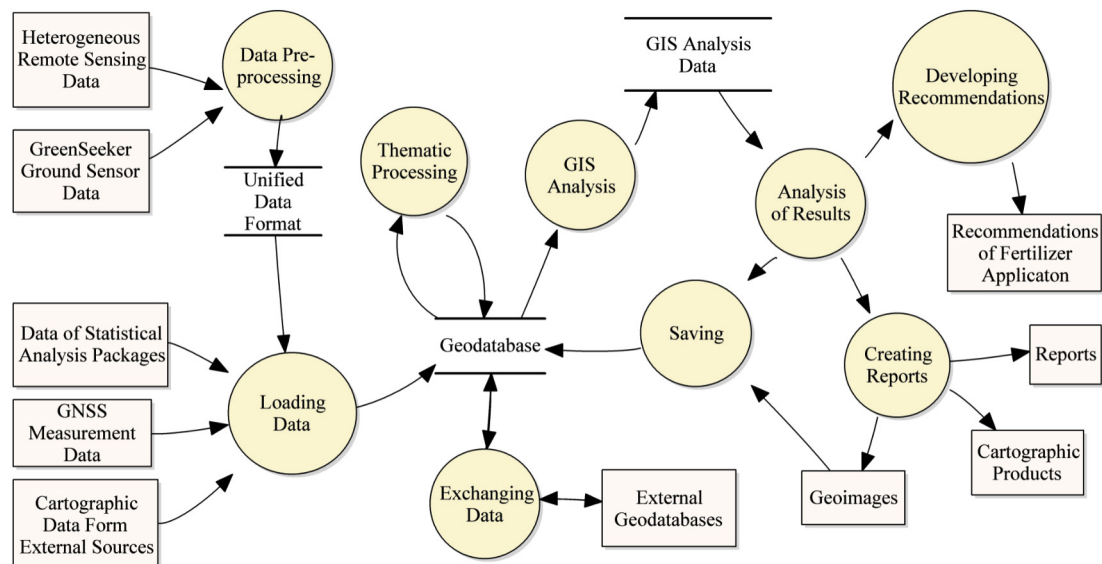 Heterogeneous
Remote Sensing
Data
Data Pre-
processing
GreenSeeker
Ground Sensor
Data
Unified
Data
Format
Thematic
Processing
GIS
Analysis
GIS Analysis
Data
Developing
Recommendations
Analysis
of Results
Recommendations
of Fertilizer
Applicaton
Data of Statistical
Analysis Packages
GNSS
Measurement
Data
Cartographic
Data Form
External Sources
Loading
Data
Geodatabase
Saving
Creating
Reports
Reports
Cartographic
Products
Geoimages
Exchanging
Data
External
Geodatabases